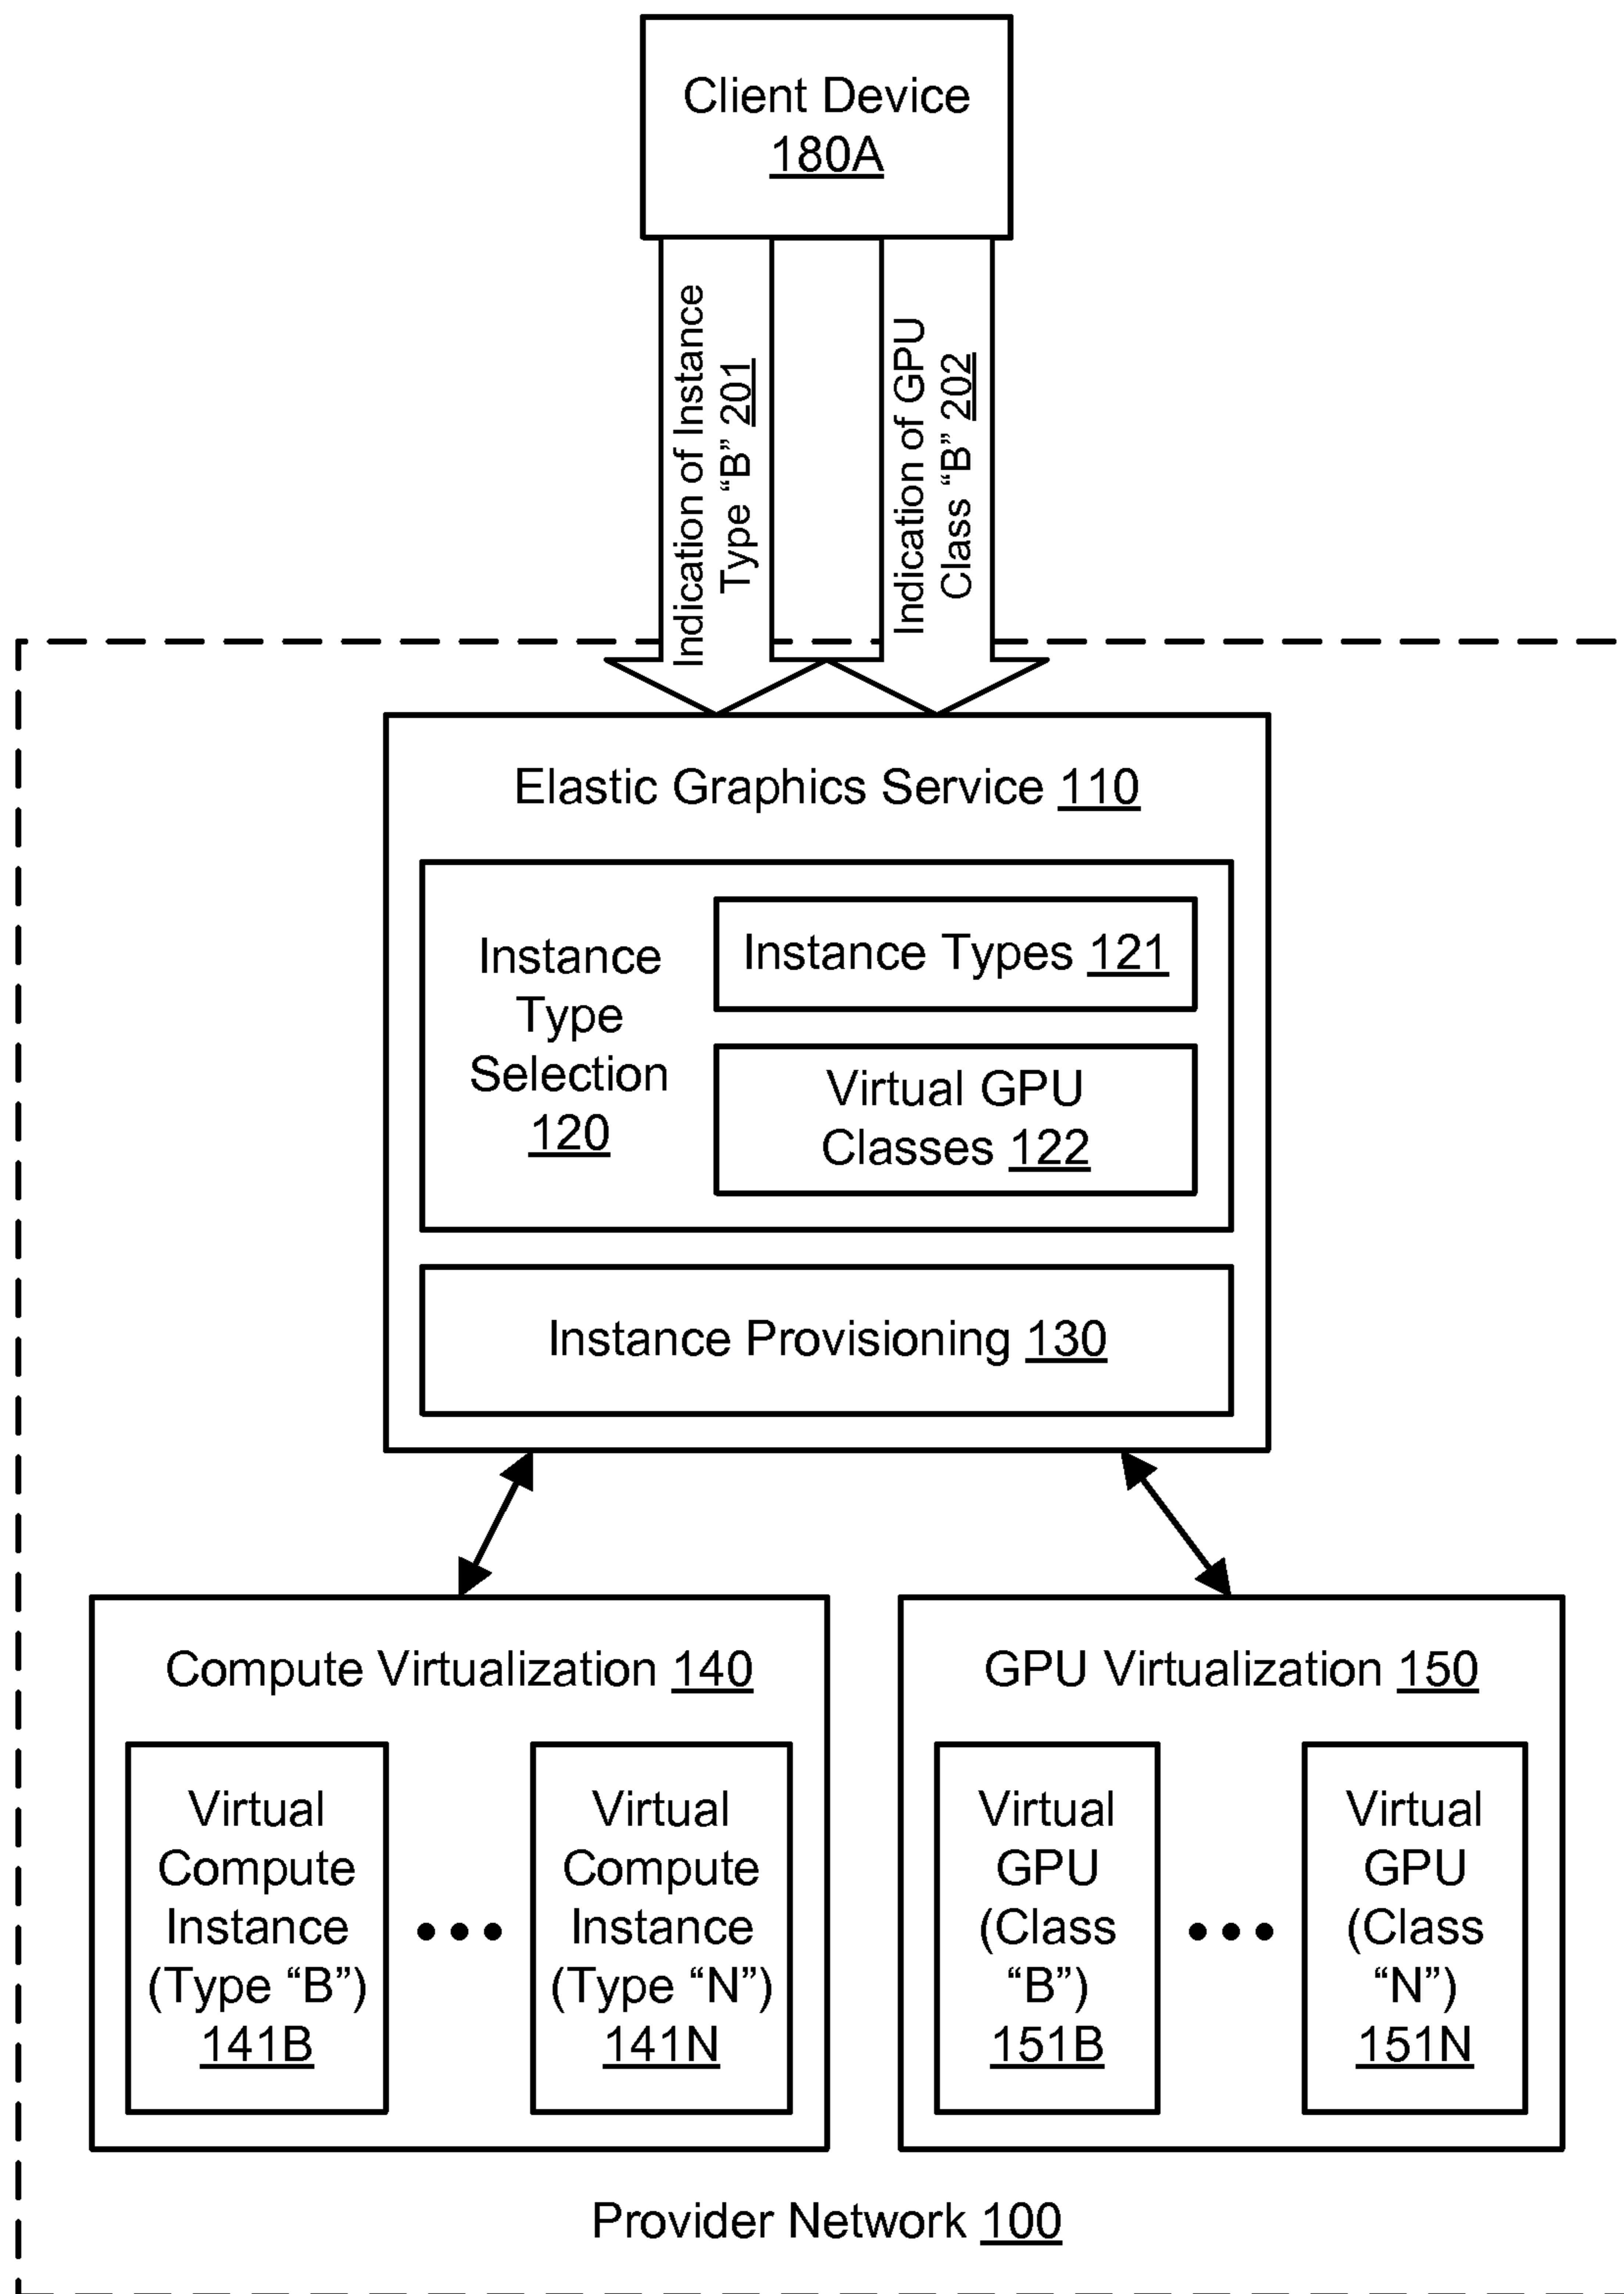 Client Device
180A
Indication of Instance
Type “B” 201
Indication of GPU
Class “B” 202
Elastic Graphics Service 110
Instance
Type
Selection
120
Instance Types 121
Virtual GPU
Classes 122
Instance Provisioning 130
Compute Virtualization 140
Virtual
Compute
Instance
(Type “B”)
141B
Virtual
Compute
Instance
(Type “N”)
141N
GPU Virtualization 150
Virtual
GPU
(Class
“B”)
151B
Virtual
GPU
(Class
“N”)
151N
Provider Network 100